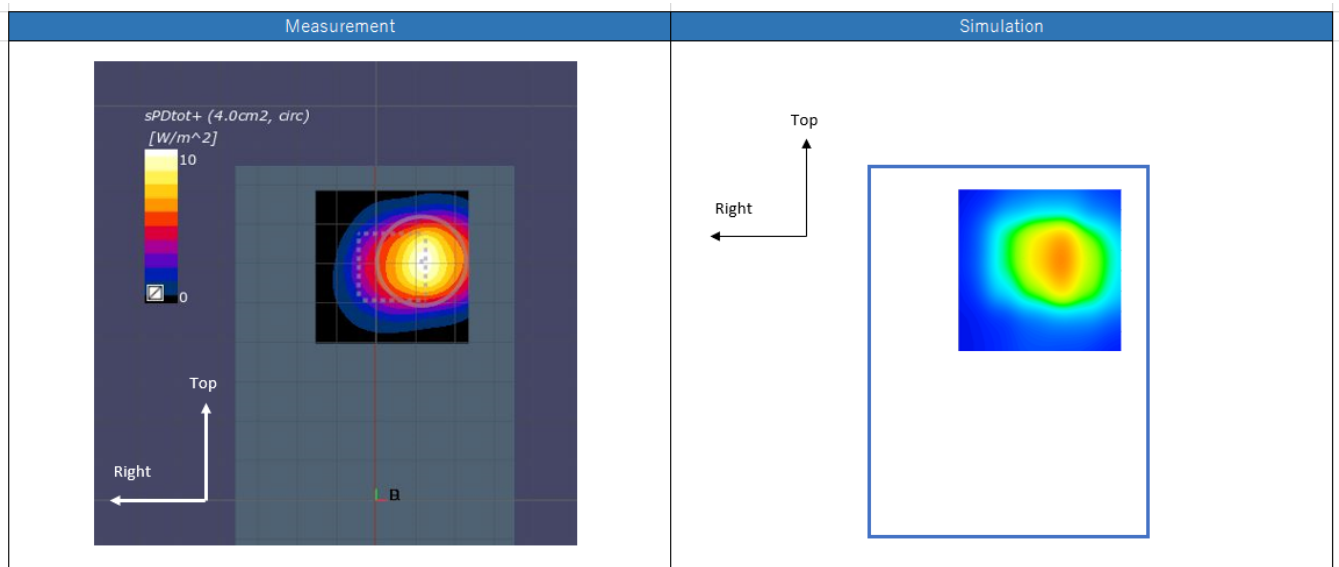 Measurement
Simulation
sPDtot+ (4.0cm2, circ)
[W/m^2]
10
0
Top
Right
Top
Right